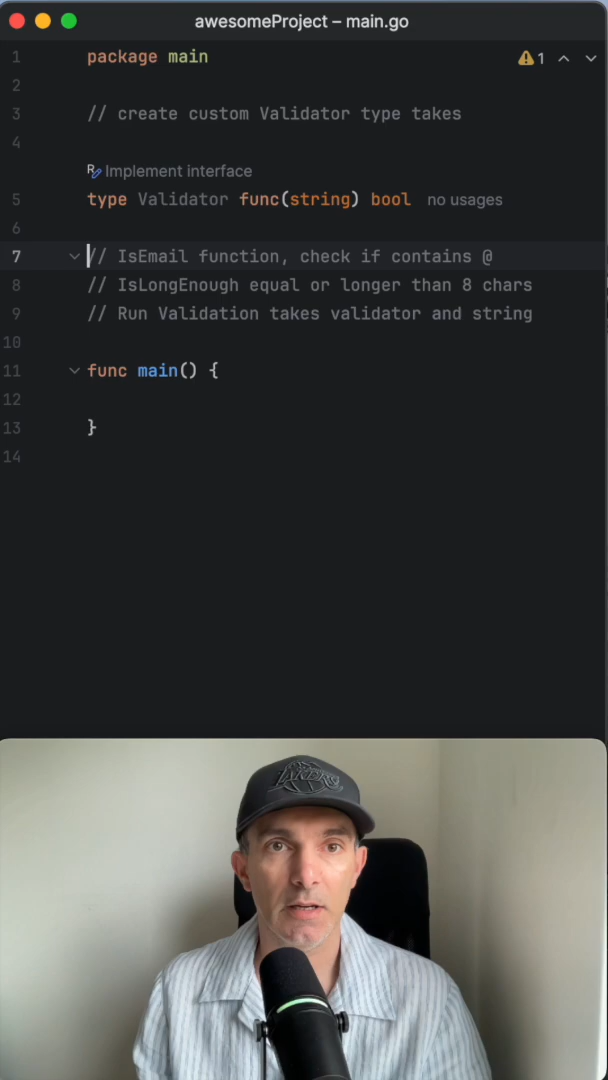 awesomeProject – main.go
1 package main
1
2
3 // create custom Validator type takes
4
Implement interface
5 type Validator func(string) bool no usages
6
7 // IsEmail function, check if contains @
8 // IsLongEnough equal or longer than 8 chars
9 // Run Validation takes validator and string
10
11 func main() {
12
13 }
14
LAKERS